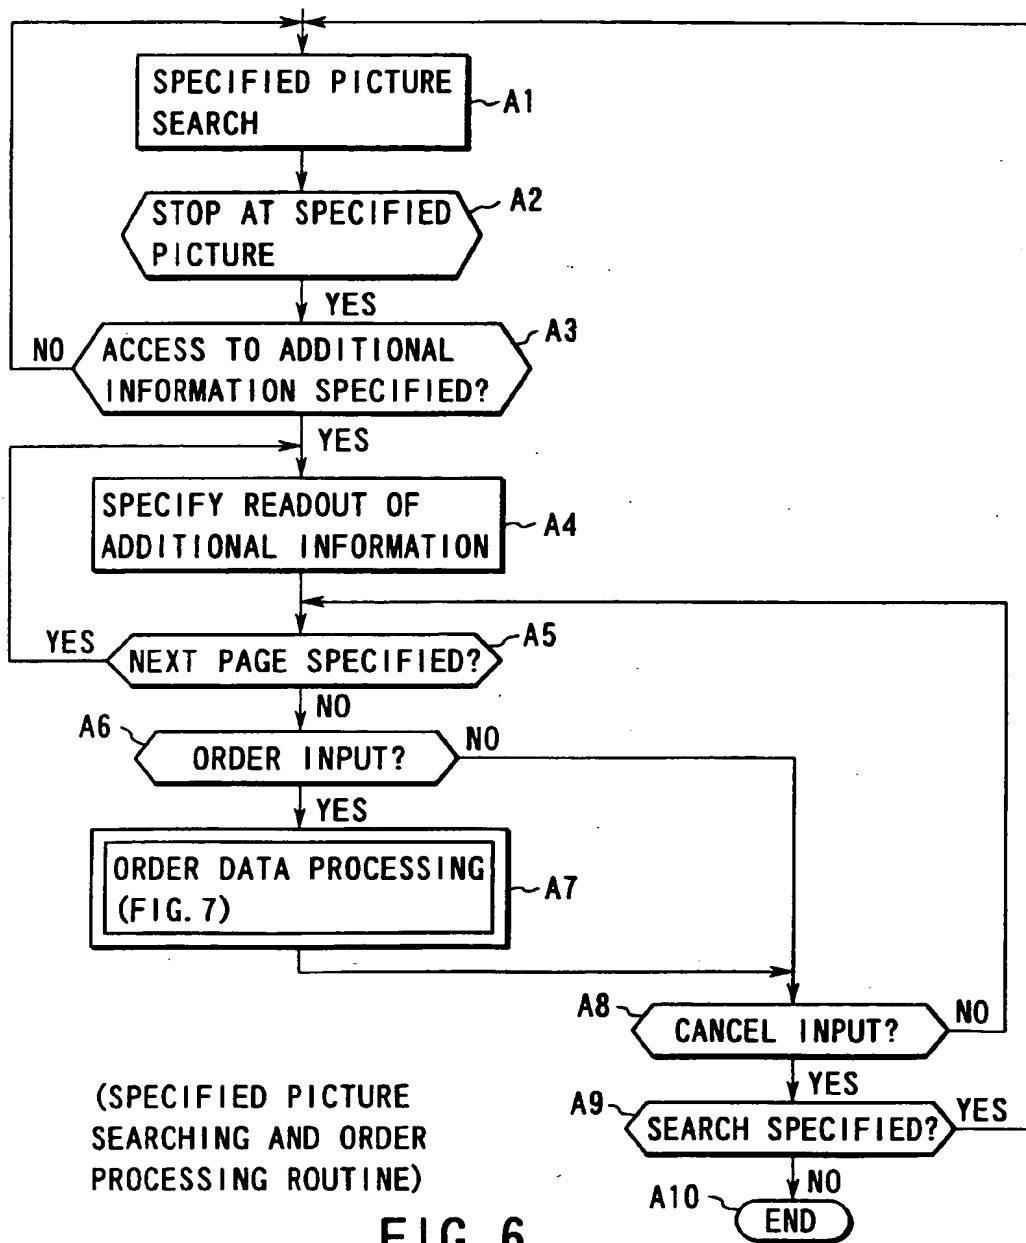 SPECIFIED PICTURE
SEARCH
A1
STOP AT SPECIFIED
PICTURE
A2
YES
NO
ACCESS TO ADDITIONAL
INFORMATION SPECIFIED?
A3
YES
SPECIFY READOUT OF
ADDITIONAL INFORMATION
A4
YES
NEXT PAGE SPECIFIED?
A5
NO
A6
ORDER INPUT?
NO
YES
ORDER DATA PROCESSING
(FIG. 7)
A7
A8
CANCEL INPUT?
NO
YES
A9
SEARCH SPECIFIED?
YES
NO
A10
END
(SPECIFIED PICTURE
SEARCHING AND ORDER
PROCESSING ROUTINE)
FIG. 6